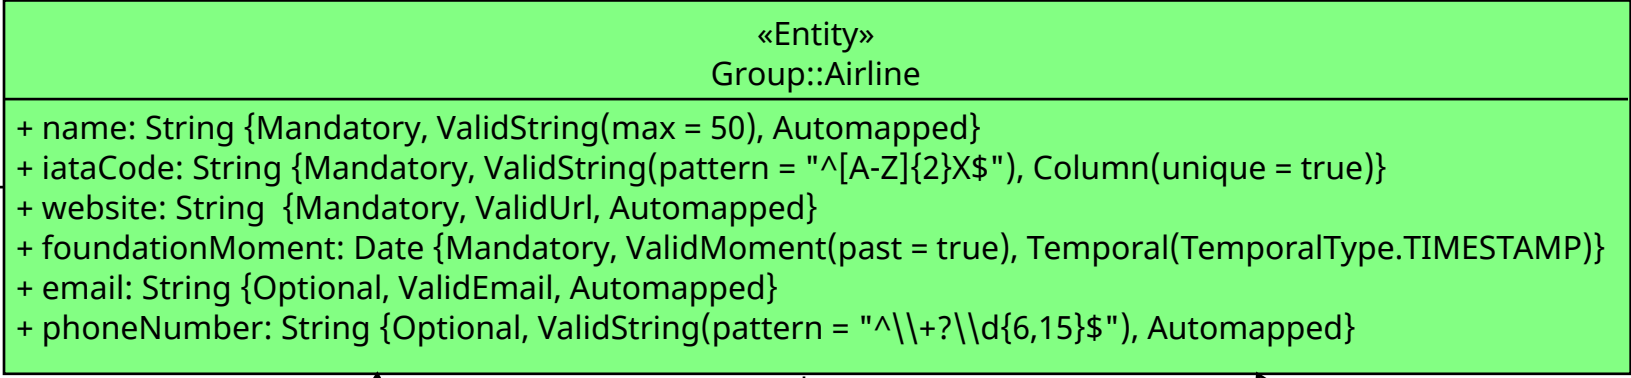 «Entity»
Group::Airline
+ name: String {Mandatory, ValidString(max = 50), Automapped}
+ iataCode: String {Mandatory, ValidString(pattern = "^[A-Z]{2}X$"), Column(unique = true)}
+ website: String  {Mandatory, ValidUrl, Automapped}
+ foundationMoment: Date {Mandatory, ValidMoment(past = true), Temporal(TemporalType.TIMESTAMP)}
+ email: String {Optional, ValidEmail, Automapped}
+ phoneNumber: String {Optional, ValidString(pattern = "^\\+?\\d{6,15}$"), Automapped}